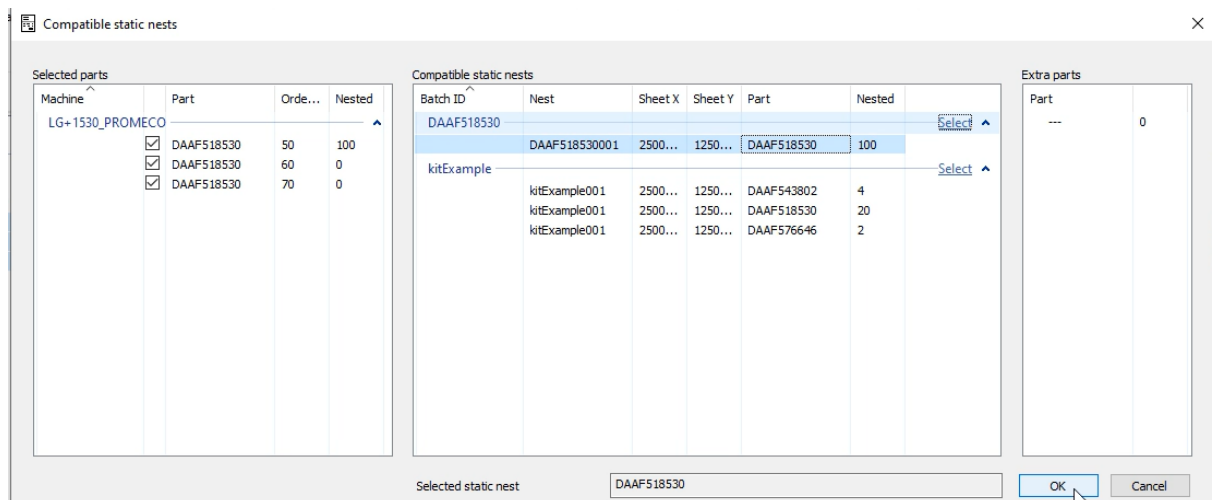 Compatible static nests
Selected parts
Machine Part Orde... Nested
LG+1530_PROMECO
DAAF518530 50 100
DAAF518530 60 0
DAAF518530 70 0
Compatible static nests
Batch ID Nest Sheet X Sheet Y Part Nested
DAAF518530 Select
DAAF518530001 2500... 1250... DAAF518530 100
kitExample Select
kitExample001 2500... 1250... DAAF543802 4
kitExample001 2500... 1250... DAAF518530 20
kitExample001 2500... 1250... DAAF576646 2
Extra parts
Part
--- 0
Selected static nest DAAF518530 OK Cancel